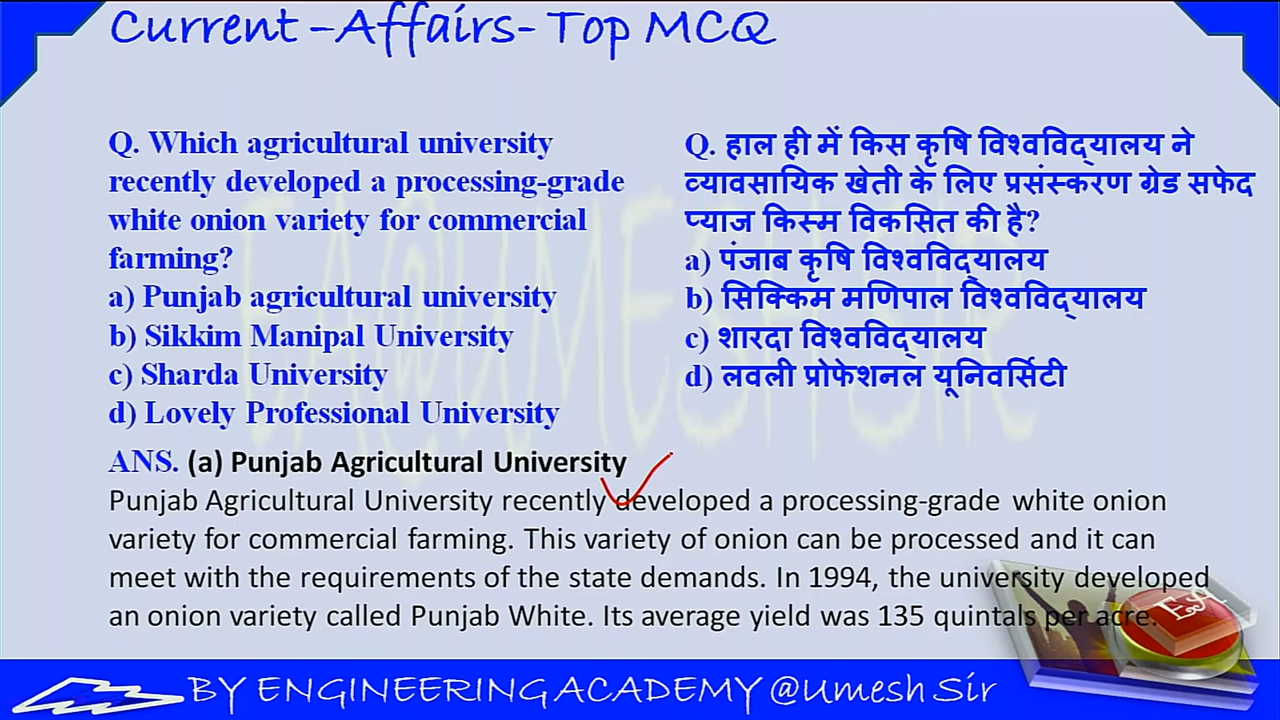 Current -Affairs- Top MCQ
Q. Which agricultural university
recently developed a processing-grade
white onion variety for commercial
farming?
a) Punjab agricultural university
b) Sikkim Manipal University
c) Sharda University
d) Lovely Professional University
Q. हाल ही में किस कृषि विश्वविद्यालय ने
व्यावसायिक खेती के लिए प्रसंस्करण ग्रेड सफेद
प्याज किस्म विकसित की है?
a) पंजाब कृषि विश्वविद्यालय
b) सिक्किम मणिपाल विश्वविद्यालय
c) शारदा विश्वविद्यालय
d) लवली प्रोफेशनल यूनिवर्सिटी
ANS. (a) Punjab Agricultural University
Punjab Agricultural University recently developed a processing-grade white onion
variety for commercial farming. This variety of onion can be processed and it can
meet with the requirements of the state demands. In 1994, the university developed
an onion variety called Punjab White. Its average yield was 135 quintals per acre.
EA@UMESH SIR
BY ENGINEERING ACADEMY @Umesh Sir